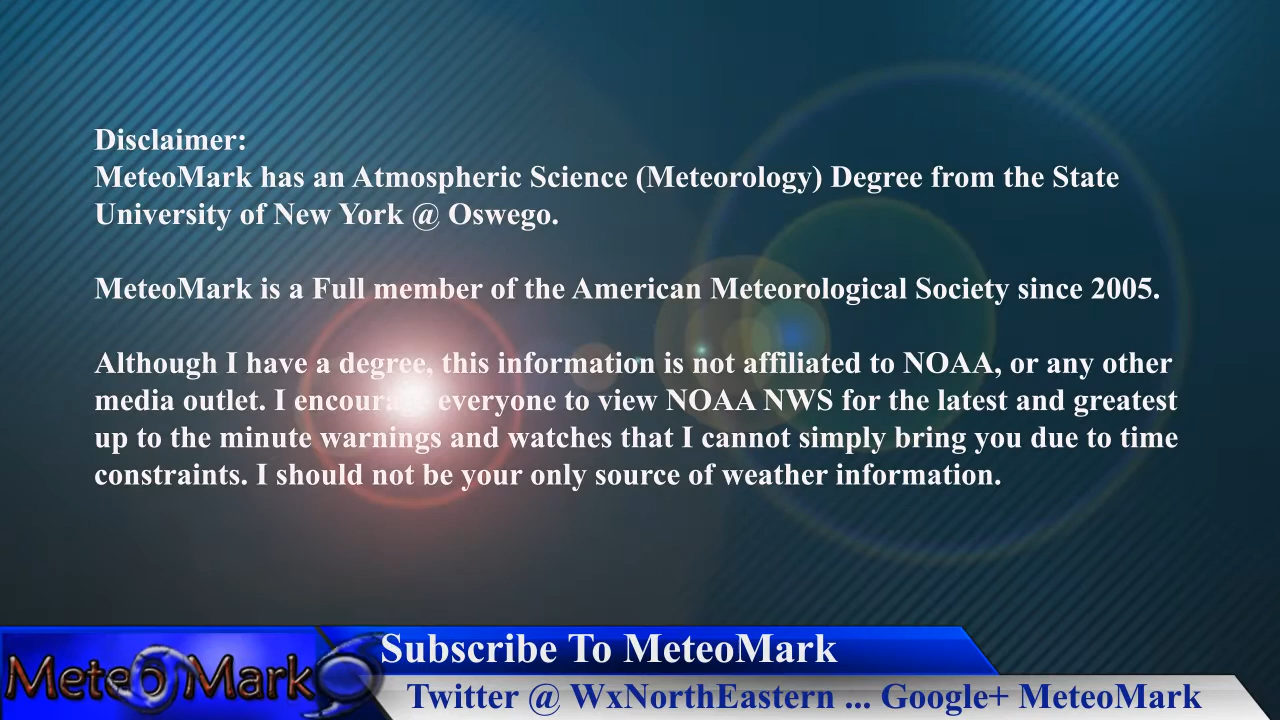 Disclaimer:
MeteoMark has an Atmospheric Science (Meteorology) Degree from the State
University of New York @ Oswego.
MeteoMark is a Full member of the American Meteorological Society since 2005.
Although I have a degree, this information is not affiliated to NOAA, or any other
media outlet. I encourage everyone to view NOAA NWS for the latest and greatest
up to the minute warnings and watches that I cannot simply bring you due to time
constraints. I should not be your only source of weather information.
Subscribe To MeteoMark
MeteoMark
Twitter @ WxNorthEastern ... Google+ MeteoMark